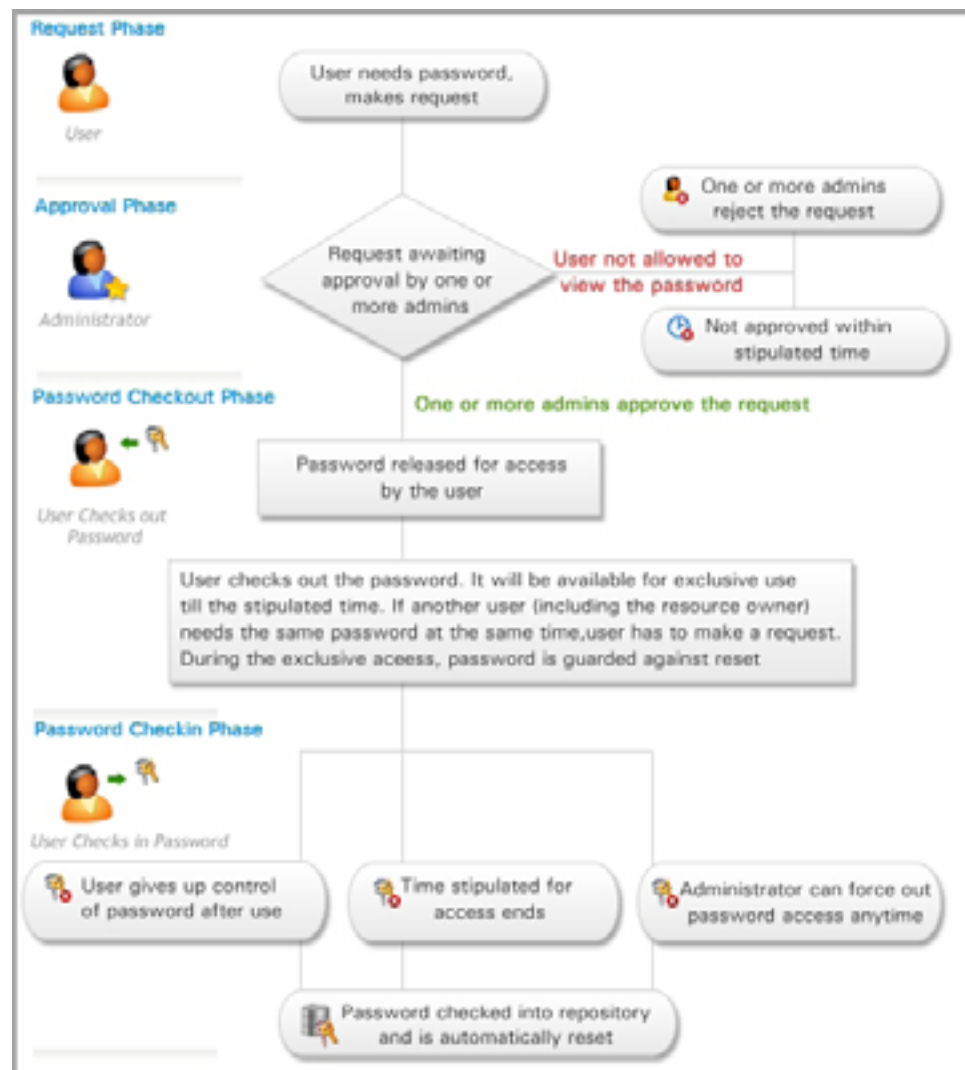 Request Phase
User needs password,
makes request
User
Approval Phase
One or more admins
reject the request
Request awaiting
approval by one or
more admins
User not allowed to
view the password
Administrator
Not approved within
stipulated time
Password Checkout Phase
One or more admins approve the request
Password released for access
by the user
User Checks out
Password
User checks out the password. It will be available for exclusive use
till the stipulated time. If another user (including the resource owner)
needs the same password at the same time,user has to make a request.
During the exclusive aceess, password is guarded against reset
Password Checkin Phase
User Checks in Password
User gives up control
of password after use
Time stipulated for
access ends
Administrator can force out
password access anytime
Password checked into repository
and is automatically reset